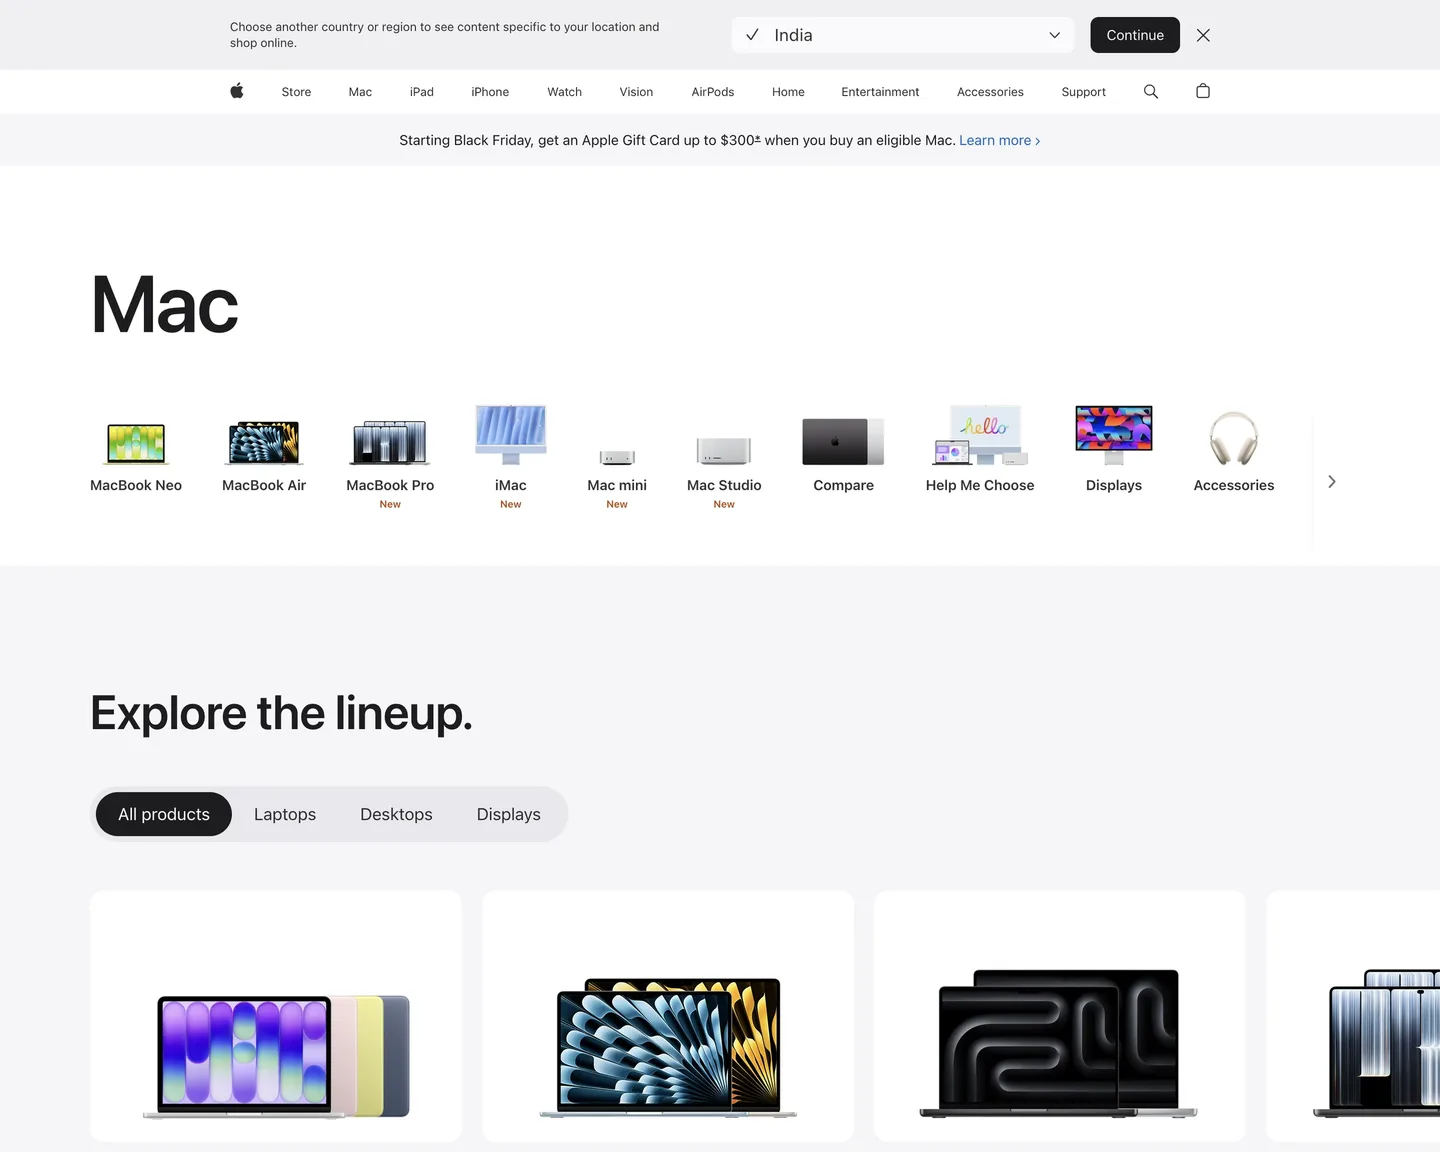 Choose another country or region to see content specific to your location and
shop online.
India
Continue
Store
Mac
iPad
iPhone
Watch
Vision
AirPods
Home
Entertainment
Accessories
Support
Starting Black Friday, get an Apple Gift Card up to $300* when you buy an eligible Mac. Learn more >
Mac
hello
MacBook Neo
MacBook Air
MacBook Pro
New
iMac
New
Mac mini
New
Mac Studio
New
Compare
Help Me Choose
Displays
Accessories
Explore the lineup.
All products
Laptops
Desktops
Displays